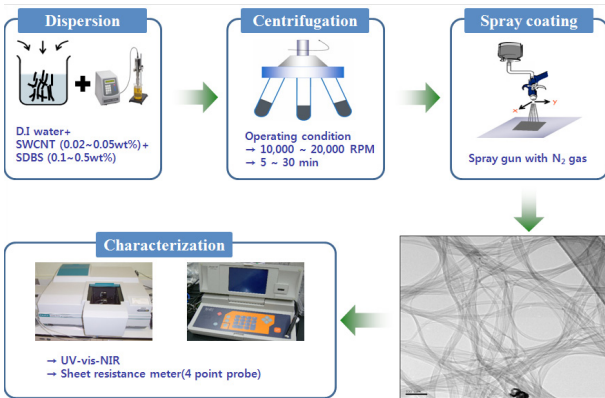 Dispersion
D.I water+
SWCNT (0.02~0.05wt%)+
SDBS (0.1~0.5wt%)
Centrifugation
Operating condition
→ 10,000 ~ 20,000 RPM
→ 5 ~ 30 min
Spray coating
x
Y
Spray gun with N₂ gas
Characterization
→ UV-vis-NIR
→ Sheet resistance meter(4 point probe)